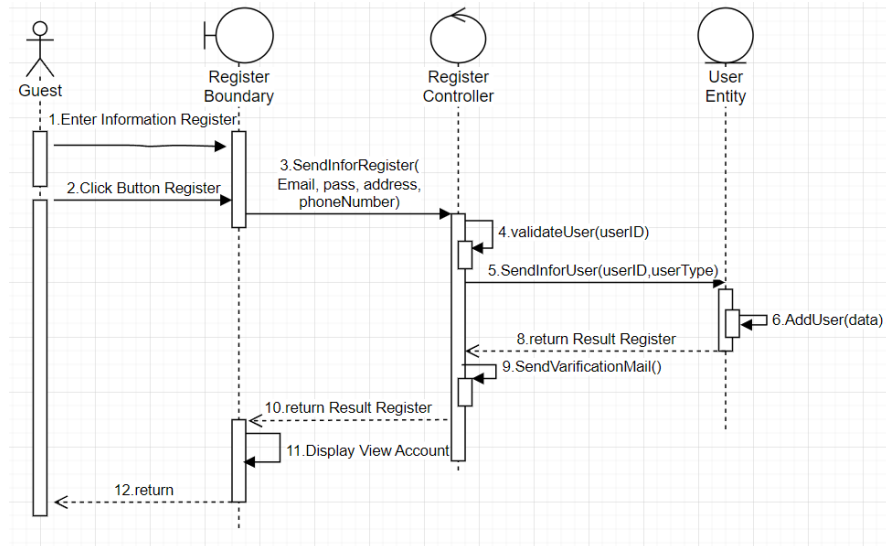 Guest
Register
Boundary
Register
Controller
User
Entity
1.Enter Information Register
2.Click Button Register
3.SendInforRegister(
Email, pass, address,
phoneNumber)
4.validateUser(userID)
5.SendInforUser(userID,userType)
6.AddUser(data)
8.return Result Register
9.SendVarificationMail()
10.return Result Register
11.Display View Account
12.return